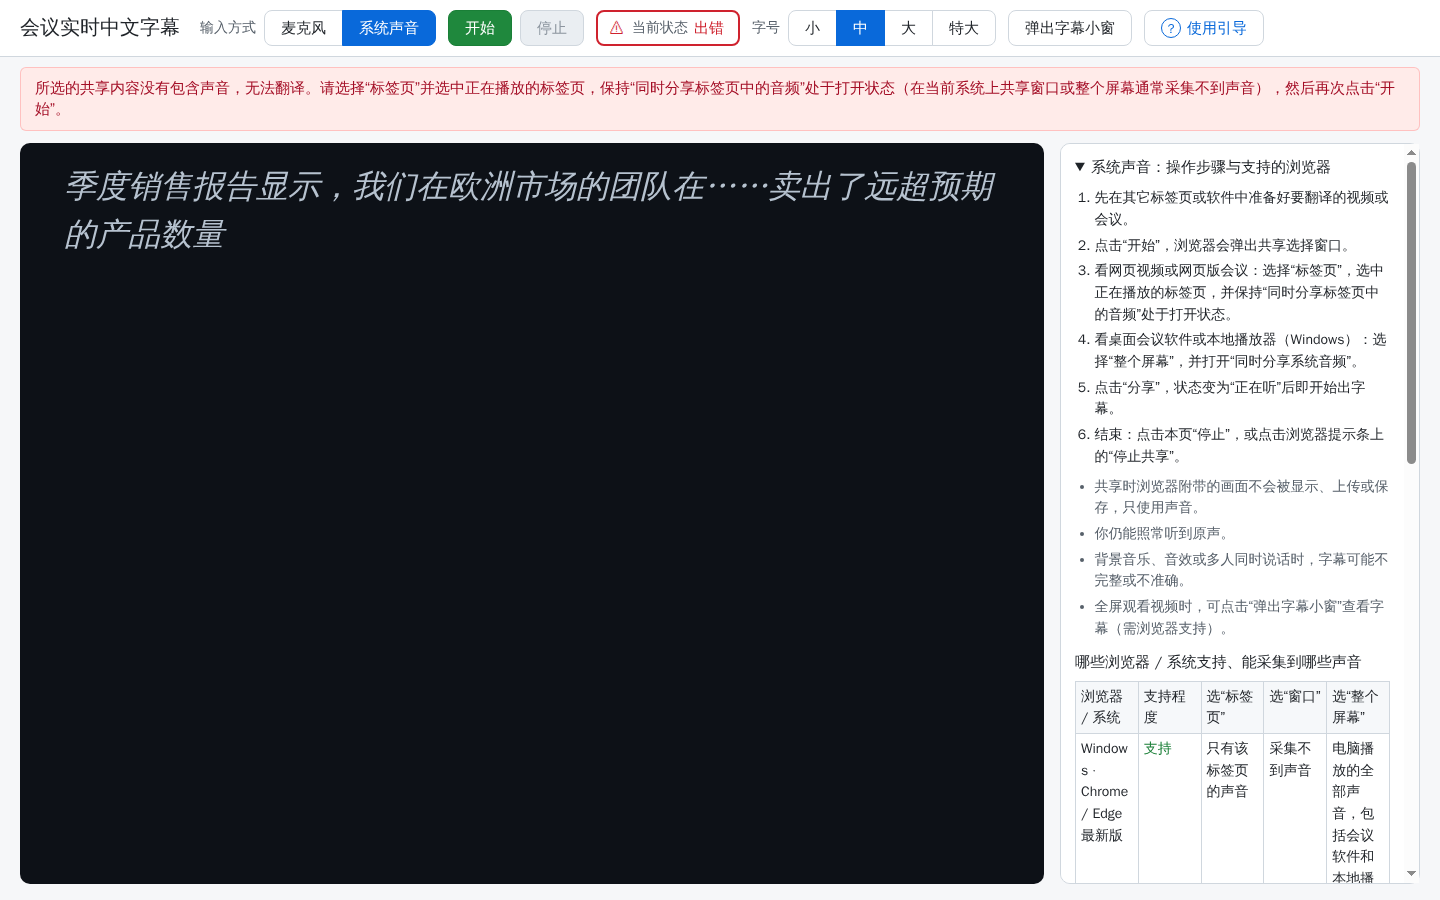 会议实时中文字幕 输入方式 麦克风 系统声音 开始 停止 当前状态 出错 字号 小 中 大 特大 弹出字幕小窗 ? 使用引导
所选的共享内容没有包含声音，无法翻译。请选择“标签页”并选中正在播放的标签页，保持“同时分享标签页中的音频”处于打开状态（在当前系统上共享窗口或整个屏幕通常采集不到声音），然后再次点击“开
始”。
季度销售报告显示，我们在欧洲市场的团队在……卖出了远超预期
的产品数量
▼ 系统声音：操作步骤与支持的浏览器
1. 先在其它标签页或软件中准备好要翻译的视频或
会议。
2. 点击“开始”，浏览器会弹出共享选择窗口。
3. 看网页视频或网页版会议：选择“标签页”，选中
正在播放的标签页，并保持“同时分享标签页中
的音频”处于打开状态。
4. 看桌面会议软件或本地播放器（Windows）：选
择“整个屏幕”，并打开“同时分享系统音频”。
5. 点击“分享”，状态变为“正在听”后即开始出字
幕。
6. 结束：点击本页“停止”，或点击浏览器提示条上
的“停止共享”。
• 共享时浏览器附带的画面不会被显示、上传或保
存，只使用声音。
• 你仍能照常听到原声。
• 背景音乐、音效或多人同时说话时，字幕可能不
完整或不准确。
• 全屏观看视频时，可点击“弹出字幕小窗”查看字
幕（需浏览器支持）。
哪些浏览器 / 系统支持、能采集到哪些声音
浏览器 支持程 选“标签 选“窗口” 选“整个
/ 系统 度 页” 屏幕”
Window 支持 只有该 采集不 电脑播
s · 标签页 到声音 放的全
Chrome 的声音 部声
/ Edge 音，包
最新版 括会议
软件和
本地播